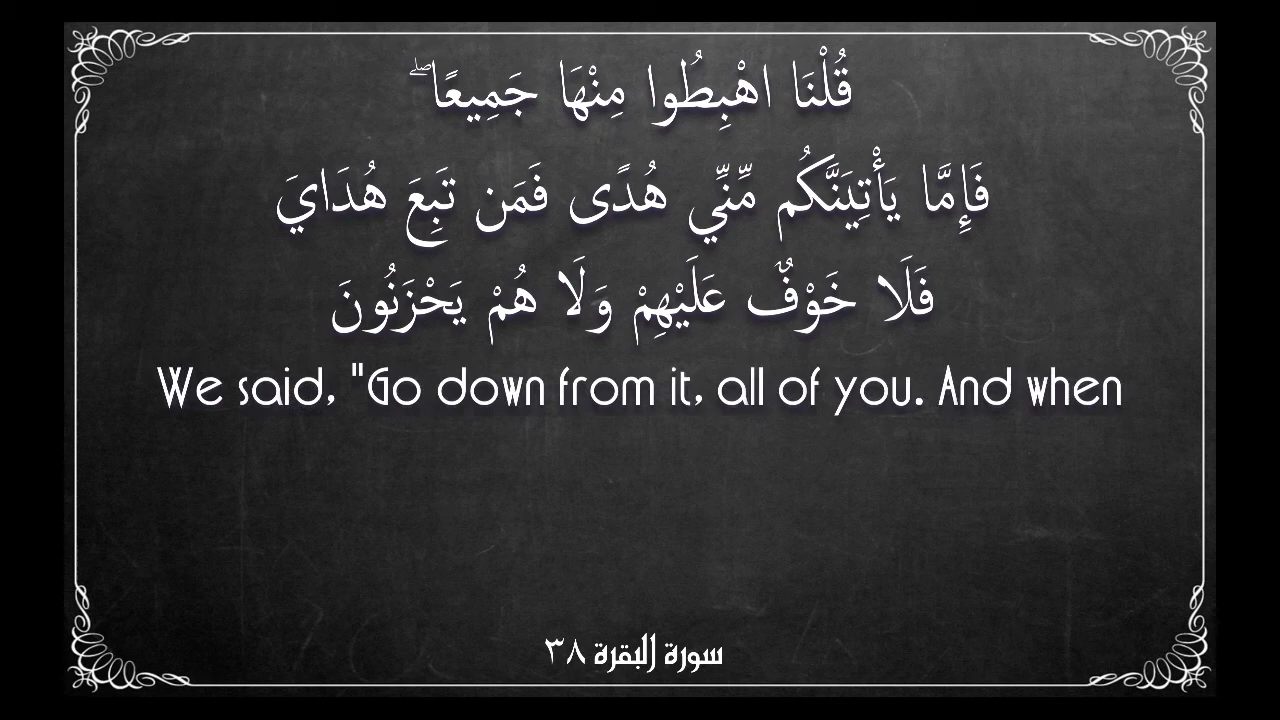 قُلْنَا اهْبِطُوا مِنْهَا جَمِيعًا ۖ
فَإِمَّا يَأْتِيَنَّكُم مِّنِّي هُدًى فَمَن تَبِعَ هُدَايَ
فَلَا خَوْفٌ عَلَيْهِمْ وَلَا هُمْ يَحْزَنُونَ
We said, "Go down from it, all of you. And when
سورة البقرة ٣٨